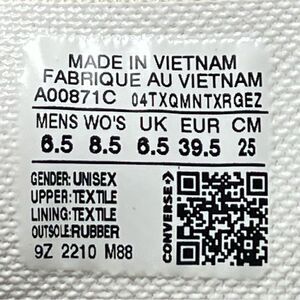 MADE IN VIETNAM
FABRIQUE AU VIETNAM
A00871C 04TXQMNTXRGEZ
MENS WO'S UK EUR CM
6.5 8.5 6.5 39.5 25
GENDER: UNISEX
UPPER: TEXTILE
LINING: TEXTILE
OUTSOLE: RUBBER
9Z 2210 M88
CONVERSE